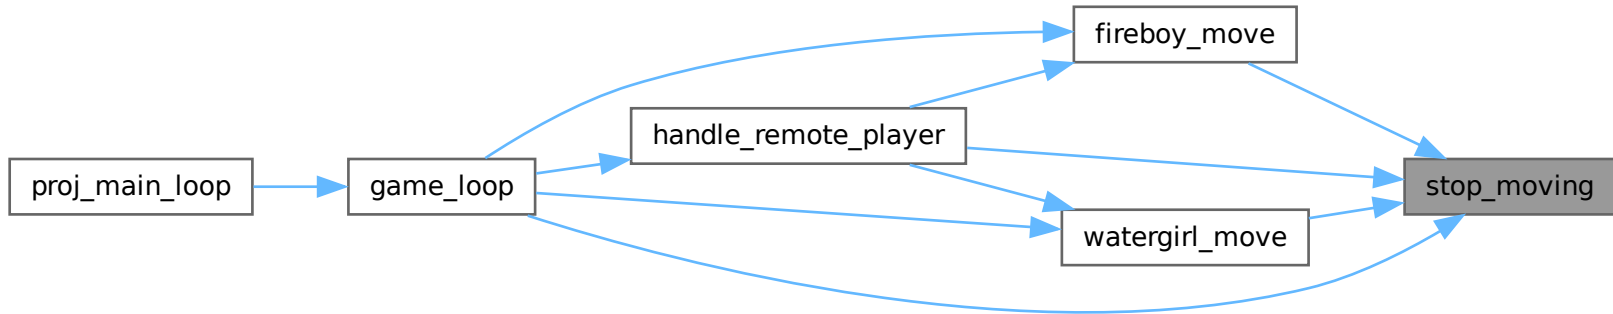 fireboy_move
handle_remote_player
proj_main_loop
game_loop
stop_moving
watergirl_move